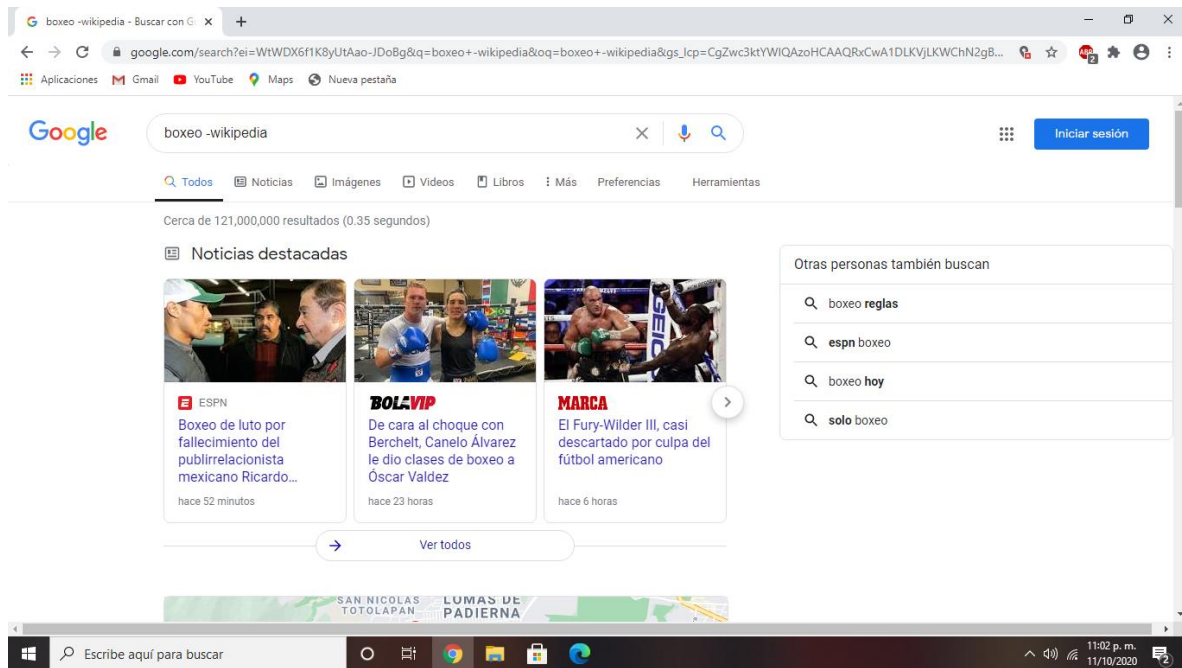 boxeo -wikipedia - Buscar con G
google.com/search?ei=WtWDX6f1K8yUtAao-JDoBg&q=boxeo+-wikipedia&oq=boxeo+-wikipedia&gs_lcp=CgZwc3ktYWIQAzoHCAAQRxCwA1DLKVjLKWChN2gB...
ABP
2
Aplicaciones
Gmail
YouTube
Maps
Nueva pestaña
Google
boxeo -wikipedia
Iniciar sesión
Todos
Noticias
Imágenes
Videos
Libros
Más
Preferencias
Herramientas
Cerca de 121,000,000 resultados (0.35 segundos)
Noticias destacadas
GEIC
ESPN
Boxeo de luto por
fallecimiento del
publirrelacionista
mexicano Ricardo...
hace 52 minutos
BOLAVIP
De cara al choque con
Berchelt, Canelo Álvarez
le dio clases de boxeo a
Óscar Valdez
hace 23 horas
MARCA
El Fury-Wilder III, casi
descartado por culpa del
fútbol americano
hace 6 horas
Ver todos
Otras personas también buscan
boxeo reglas
espn boxeo
boxeo hoy
solo boxeo
SAN NICOLAS
TOTOLAPAN
LOMAS DE
PADIERNA
Escribe aquí para buscar
11:02 p. m.
11/10/2020
2